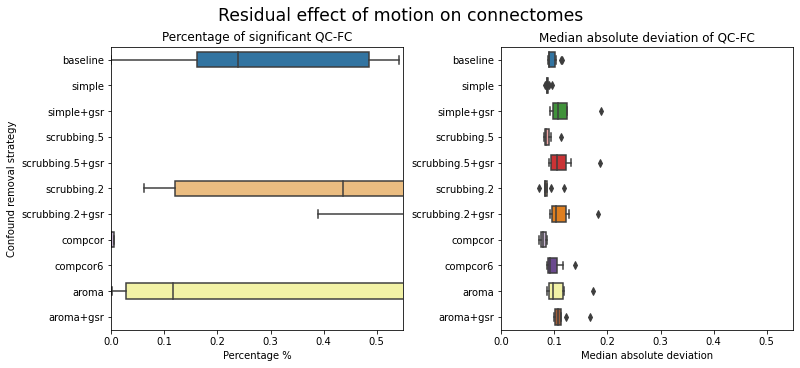 Residual effect of motion on connectomes
Percentage of significant QC-FC
Confound removal strategy
baseline
simple
simple+gsr
scrubbing.5
scrubbing.5+gsr
scrubbing.2
scrubbing.2+gsr
compcor
compcor6
aroma
aroma+gsr
0.0 0.1 0.2 0.3 0.4 0.5
Percentage %
Median absolute deviation of QC-FC
baseline
simple
simple+gsr
scrubbing.5
scrubbing.5+gsr
scrubbing.2
scrubbing.2+gsr
compcor
compcor6
aroma
aroma+gsr
0.0 0.1 0.2 0.3 0.4 0.5
Median absolute deviation